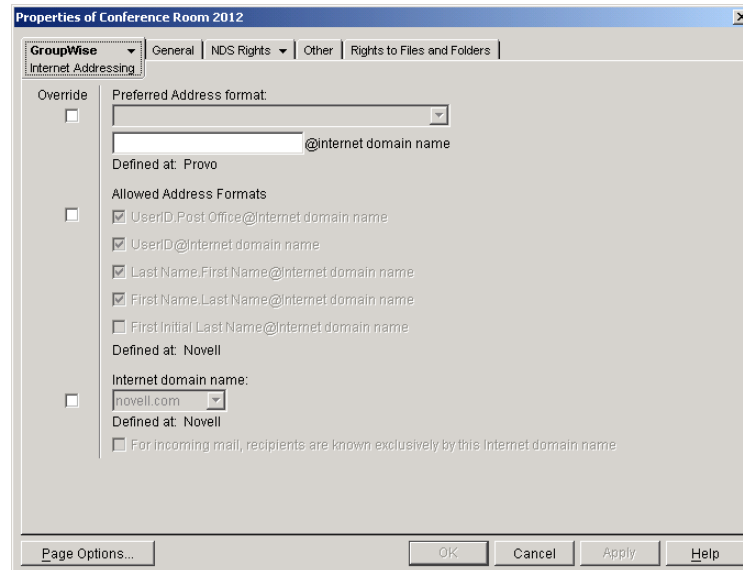 Properties of Conference Room 2012
GroupWise
General
NDS Rights
Other
Rights to Files and Folders
Internet Addressing
Override
Preferred Address format:
@internet domain name
Defined at: Provo
Allowed Address Formats
UserID.Post Office@Internet domain name
UserID@Internet domain name
Last Name.First Name@Internet domain name
First Name.Last Name@Internet domain name
First Initial Last Name@Internet domain name
Defined at: Novell
Internet domain name:
novell.com
Defined at: Novell
For incoming mail, recipients are known exclusively by this Internet domain name
Page Options...
OK
Cancel
Apply
Help